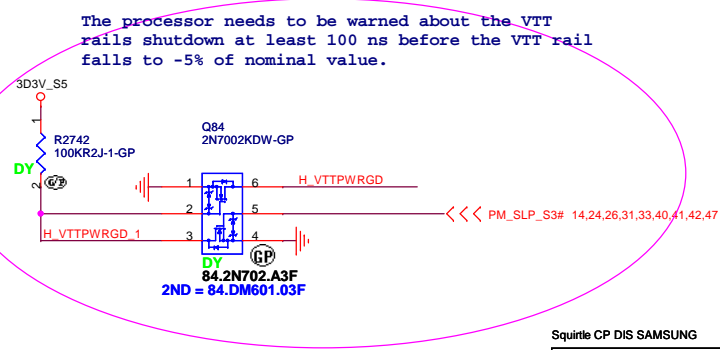 The processor needs to be warned about the VTT
rails shutdown at least 100 ns before the VTT rail
falls to -5% of nominal value.
3D3V_S5
1
R2742
100KR2J-1-GP
DY
2
G/P
Q84
2N7002KDW-GP
1
6
H_VTTPWRGD
2
5
PM_SLP_S3# 14,24,26,31,33,40,41,42,47
H_VTTPWRGD_1
3
4
DY
GP
84.2N702.A3F
2ND = 84.DM601.03F
Squirtle CP DIS SAMSUNG